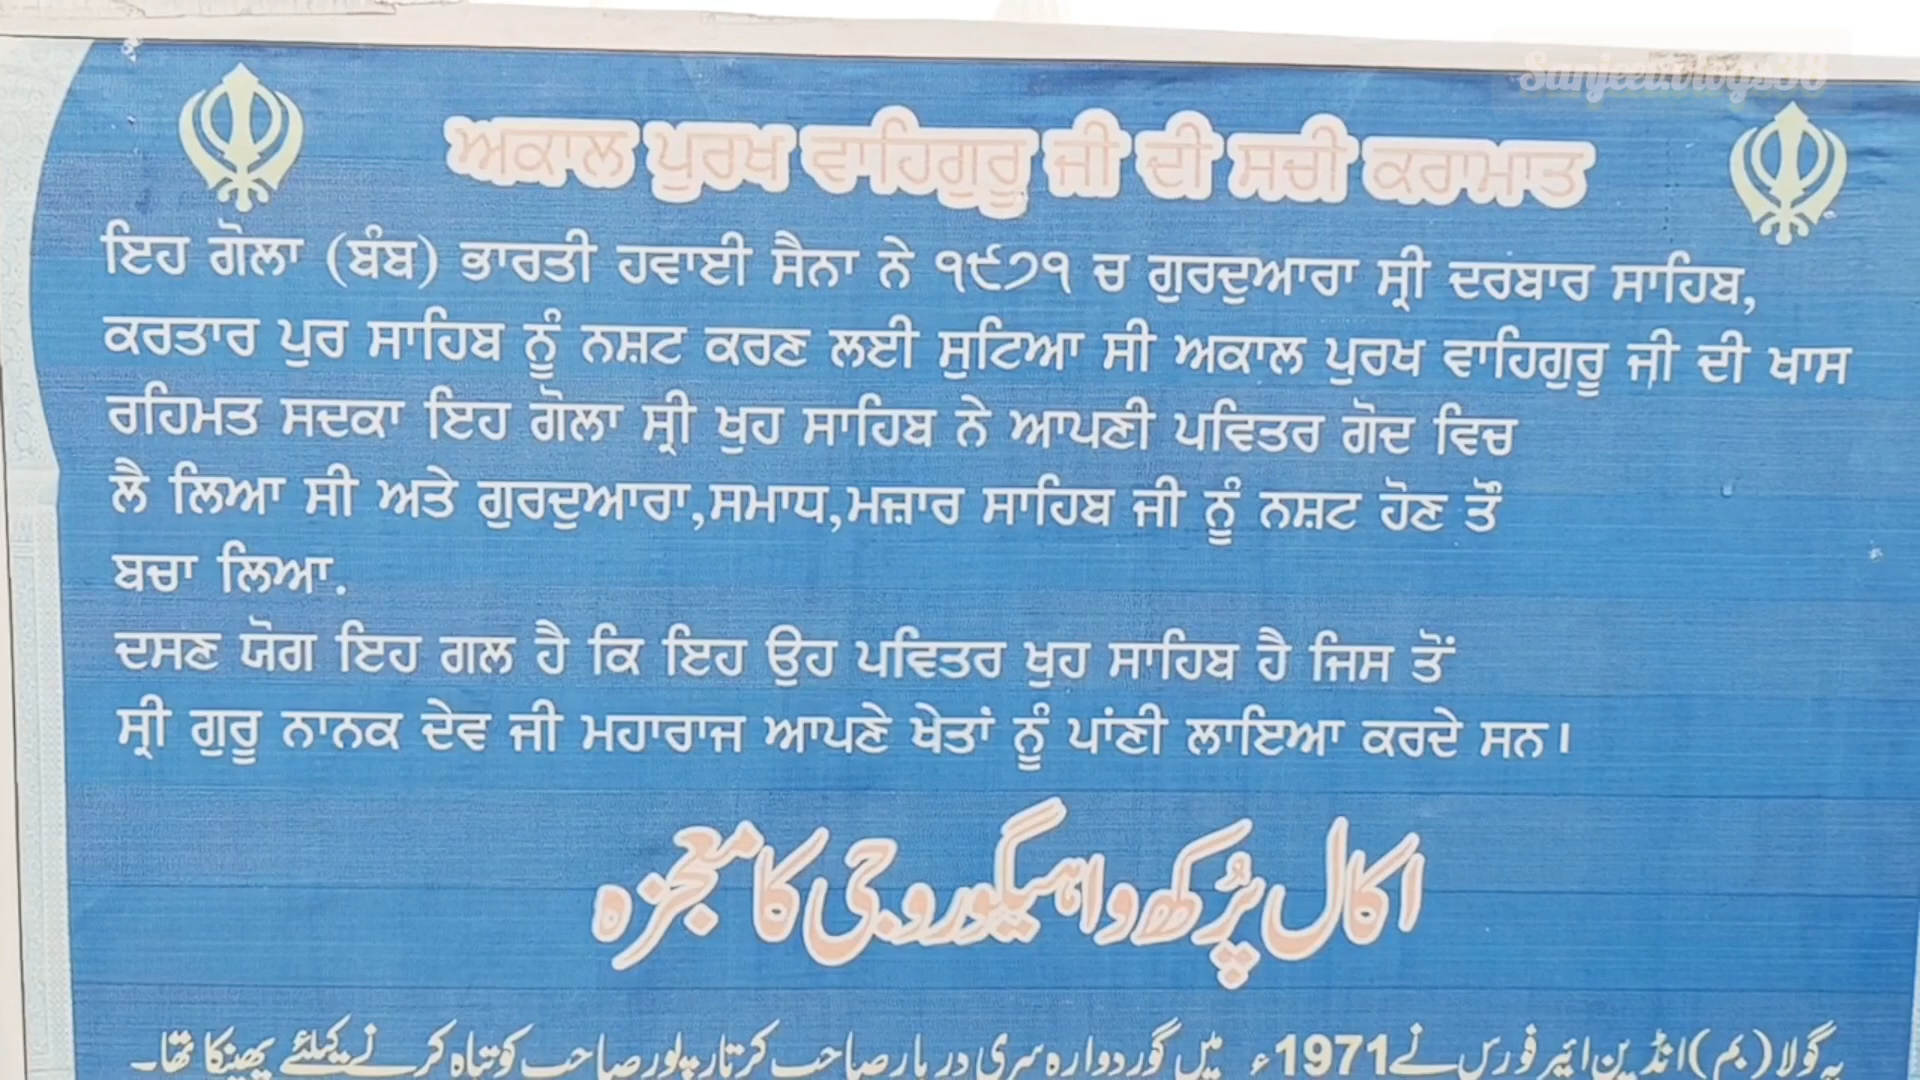 Sanjeet.vlogs38
ਅਕਾਲ ਪੁਰਖ ਵਾਹਿਗੁਰੂ ਜੀ ਦੀ ਸਚੀ ਕਰਾਮਾਤ
ਇਹ ਗੋਲਾ (ਬੰਬ) ਭਾਰਤੀ ਹਵਾਈ ਸੈਨਾ ਨੇ ੧੯੭੧ ਚ ਗੁਰਦੁਆਰਾ ਸ੍ਰੀ ਦਰਬਾਰ ਸਾਹਿਬ,
ਕਰਤਾਰ ਪੁਰ ਸਾਹਿਬ ਨੂੰ ਨਸ਼ਟ ਕਰਣ ਲਈ ਸੁਟਿਆ ਸੀ ਅਕਾਲ ਪੁਰਖ ਵਾਹਿਗੁਰੂ ਜੀ ਦੀ ਖਾਸ
ਰਹਿਮਤ ਸਦਕਾ ਇਹ ਗੋਲਾ ਸ੍ਰੀ ਖੁਹ ਸਾਹਿਬ ਨੇ ਆਪਣੀ ਪਵਿਤਰ ਗੋਦ ਵਿਚ
ਲੈ ਲਿਆ ਸੀ ਅਤੇ ਗੁਰਦੁਆਰਾ,ਸਮਾਧ,ਮਜ਼ਾਰ ਸਾਹਿਬ ਜੀ ਨੂੰ ਨਸ਼ਟ ਹੋਣ ਤੋਂ
ਬਚਾ ਲਿਆ.
ਦਸਣ ਯੋਗ ਇਹ ਗਲ ਹੈ ਕਿ ਇਹ ਉਹ ਪਵਿਤਰ ਖੁਹ ਸਾਹਿਬ ਹੈ ਜਿਸ ਤੋਂ
ਸ੍ਰੀ ਗੁਰੂ ਨਾਨਕ ਦੇਵ ਜੀ ਮਹਾਰਾਜ ਆਪਣੇ ਖੇਤਾਂ ਨੂੰ ਪਾਂਣੀ ਲਾਇਆ ਕਰਦੇ ਸਨ।
اکال پُرکھ واہیگورو جی کا معجزہ
یہ گولا (بم) انڈین ائیر فورس نے 1971ء میں گوردوارہ سری دربار صاحب کرتارپور صاحب کو تباہ کرنے کیلئے پھینکا تھا۔